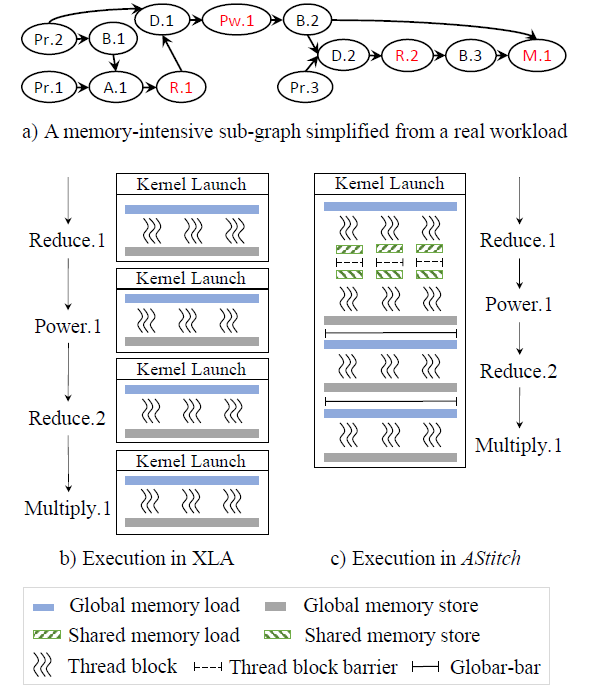 D.1 Pw.1 B.2
Pr.2 B.1
D.2 R.2 B.3 M.1
Pr.1 A.1 R.1 Pr.3
a) A memory-intensive sub-graph simplified from a real workload
Kernel Launch
Reduce.1
Kernel Launch
Power.1
Kernel Launch
Reduce.2
Kernel Launch
Multiply.1
b) Execution in XLA
Kernel Launch
Reduce.1
Power.1
Reduce.2
Multiply.1
c) Execution in AStitch
Global memory load Global memory store
Shared memory load Shared memory store
Thread block Thread block barrier Globar-bar